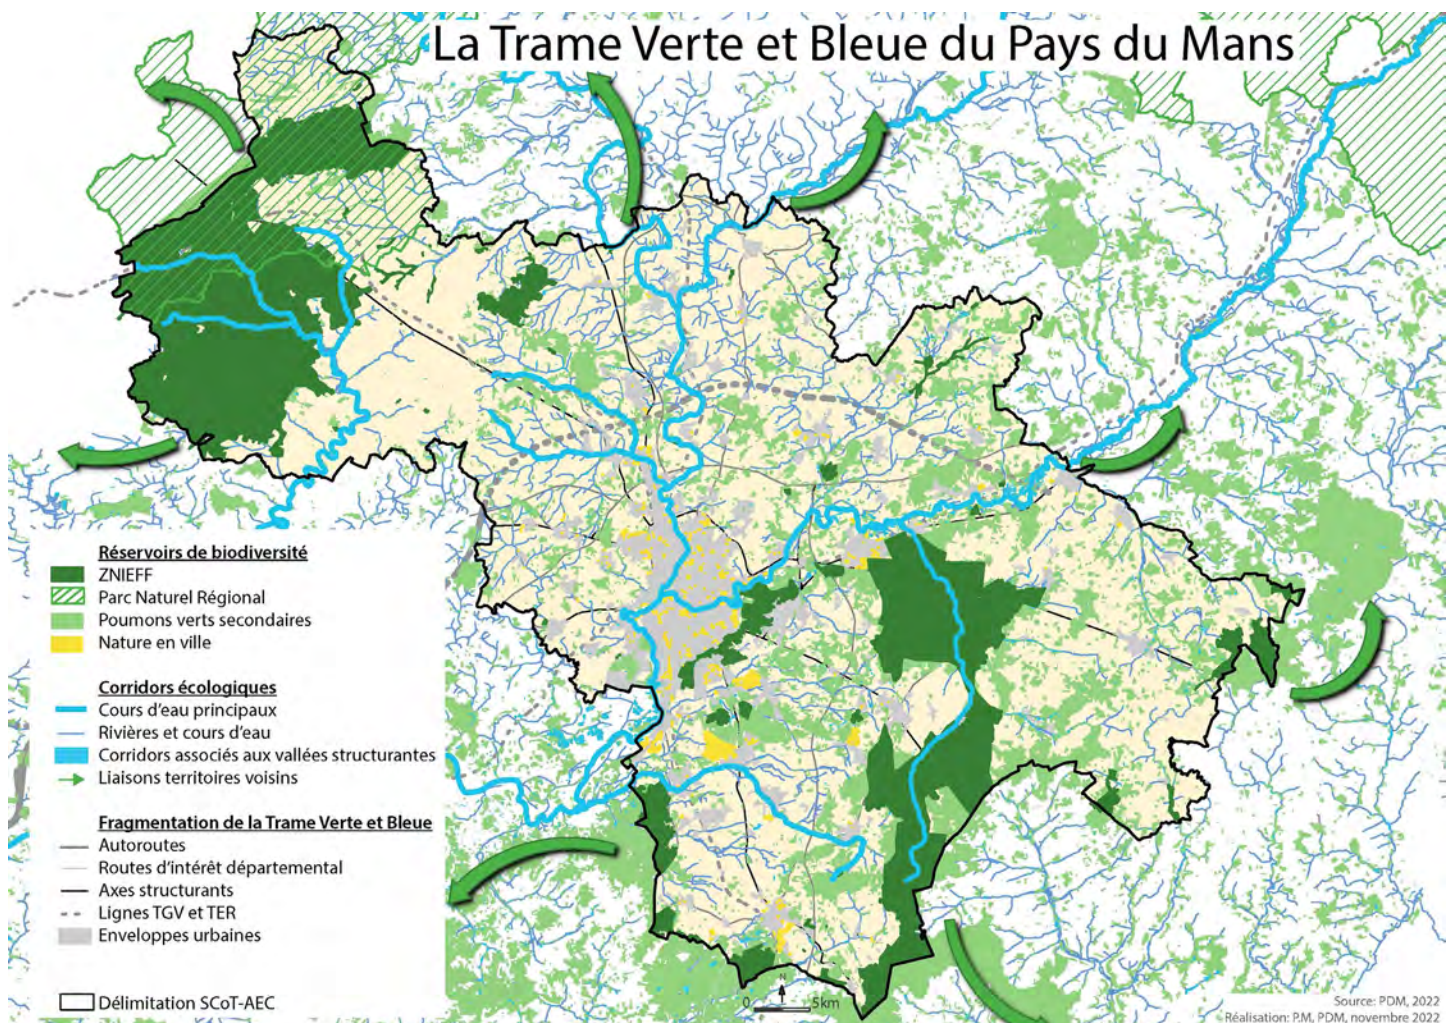 La Trame Verte et Bleue du Pays du Mans
Réservoirs de biodiversité
ZNIEFF
Parc Naturel Régional
Poumons verts secondaires
Nature en ville
Corridors écologiques
Cours d'eau principaux
Rivières et cours d'eau
Corridors associés aux vallées structurantes
Liaisons territoires voisins
Fragmentation de la Trame Verte et Bleue
Autoroutes
Routes d'intérêt départemental
Axes structurants
Lignes TGV et TER
Enveloppes urbaines
Délimitation SCoT-AEC
N
0 5km
Source: PDM, 2022
Réalisation: P.M, PDM, novembre 2022